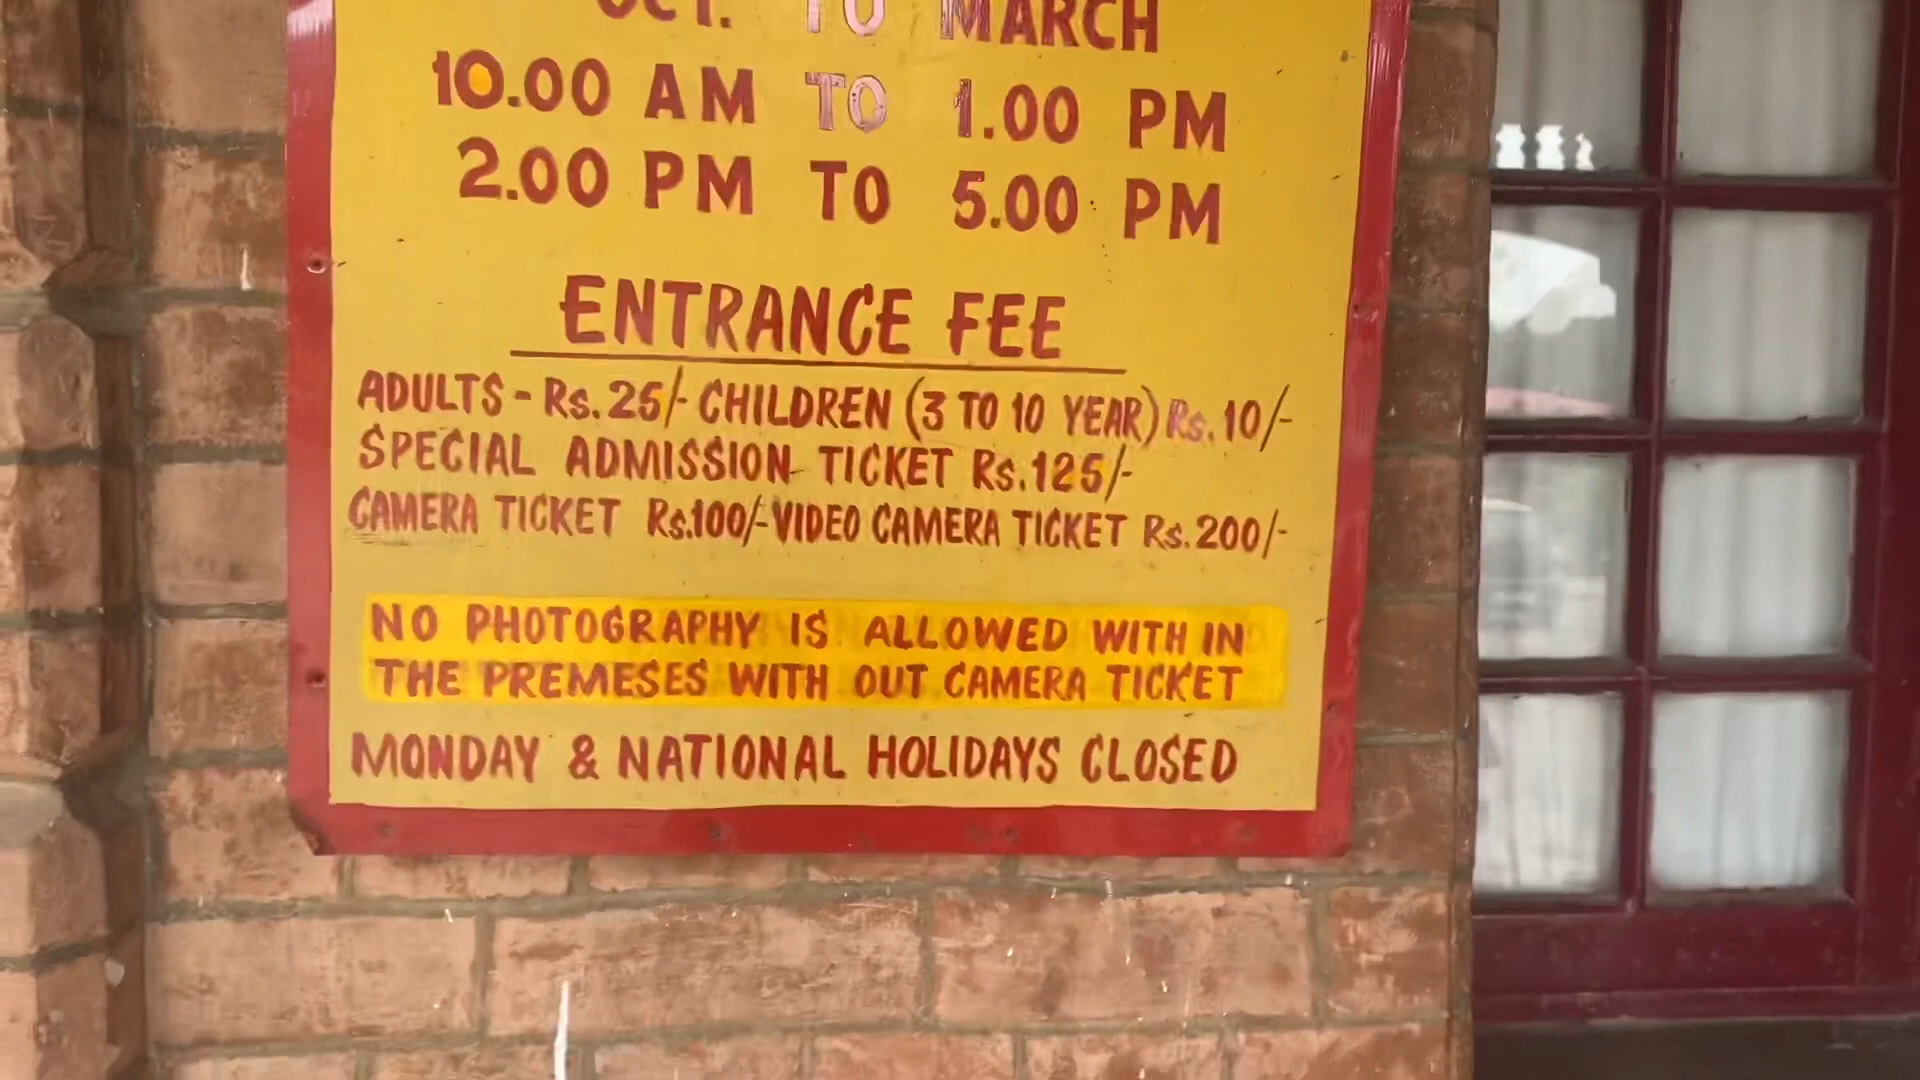 OCT. TO MARCH
10.00 AM TO 1.00 PM
2.00 PM TO 5.00 PM
ENTRANCE FEE
ADULTS - Rs. 25/- CHILDREN (3 TO 10 YEAR) Rs. 10/-
SPECIAL ADMISSION TICKET Rs. 125/-
CAMERA TICKET Rs. 100/- VIDEO CAMERA TICKET Rs. 200/-
NO PHOTOGRAPHY IS ALLOWED WITH IN
THE PREMESES WITH OUT CAMERA TICKET
MONDAY & NATIONAL HOLIDAYS CLOSED